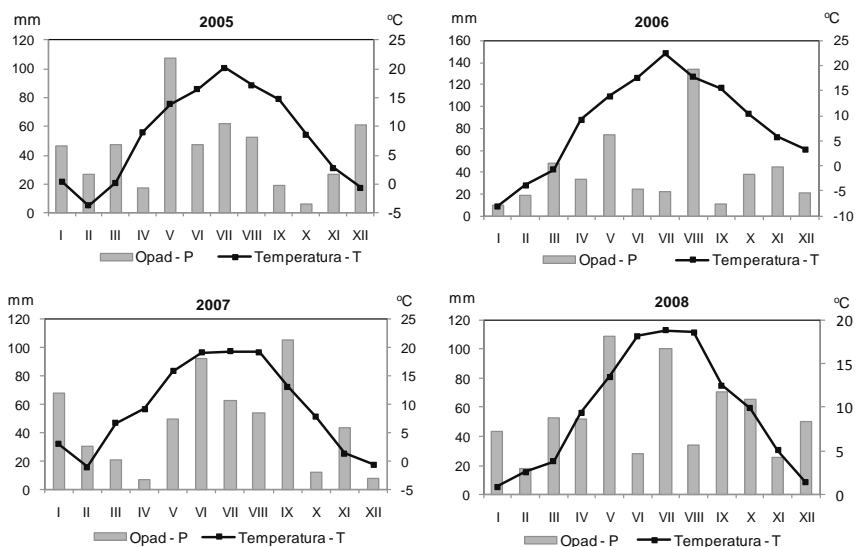 mm 2005 ºC
120 25
100 20
80 15
60 10
40 5
20 0
0 -5
I II III IV V VI VII VIII IX X XI XII
Opad - P Temperatura - T
mm 2006 ºC
160 25
140 20
120 15
100 10
80 5
60 0
40 -5
20 -10
0
I II III IV V VI VII VIII IX X XI XII
Opad - P Temperatura - T
mm 2007 ºC
120 25
100 20
80 15
60 10
40 5
20 0
0 -5
I II III IV V VI VII VIII IX X XI XII
Opad - P Temperatura - T
mm 2008 ºC
120 20
100 15
80 10
60 5
40 0
20
0
I II III IV V VI VII VIII IX X XI XII
Opad - P Temperatura - T